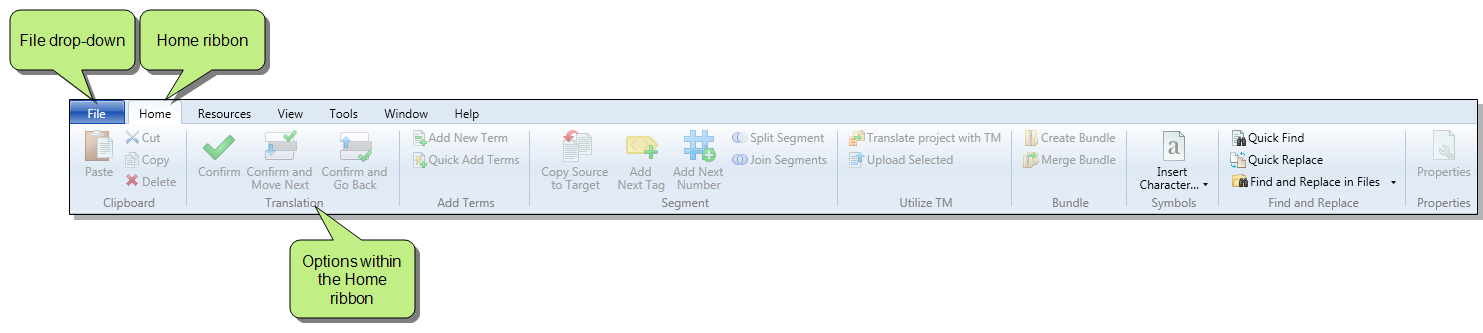 File drop-down
Home ribbon
File Home Resources View Tools Window Help
Cut
Copy
Delete
Paste
Clipboard
Confirm
Confirm and
Move Next
Confirm and
Go Back
Translation
Add New Term
Quick Add Terms
Add Terms
Copy Source
to Target
Add
Next Tag
Add Next
Number
Split Segment
Join Segments
Segment
Translate project with TM
Upload Selected
Utilize TM
Create Bundle
Merge Bundle
Bundle
a
Insert
Character...
Symbols
Quick Find
Quick Replace
Find and Replace in Files
Find and Replace
Properties
Properties
Options within
the Home
ribbon